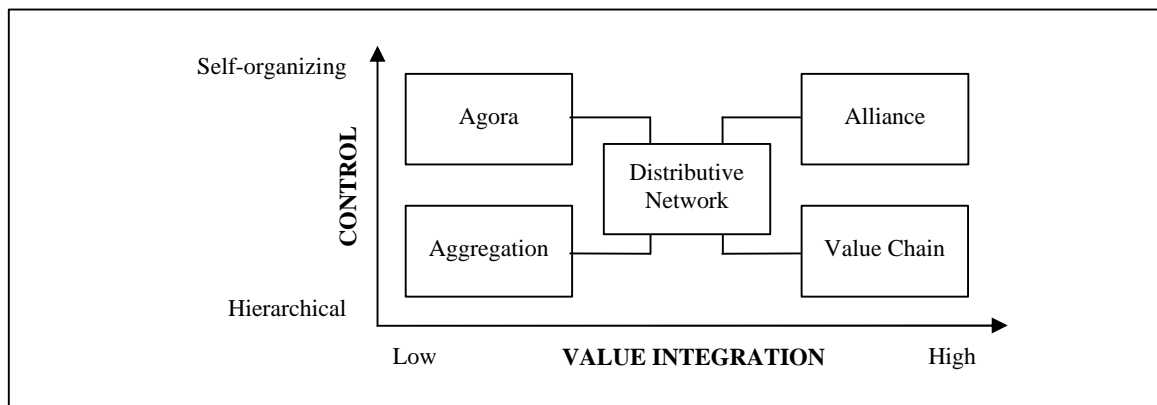 Self-organizing
Agora
Alliance
CONTROL
Distributive
Network
Aggregation
Value Chain
Hierarchical
Low
VALUE INTEGRATION
High